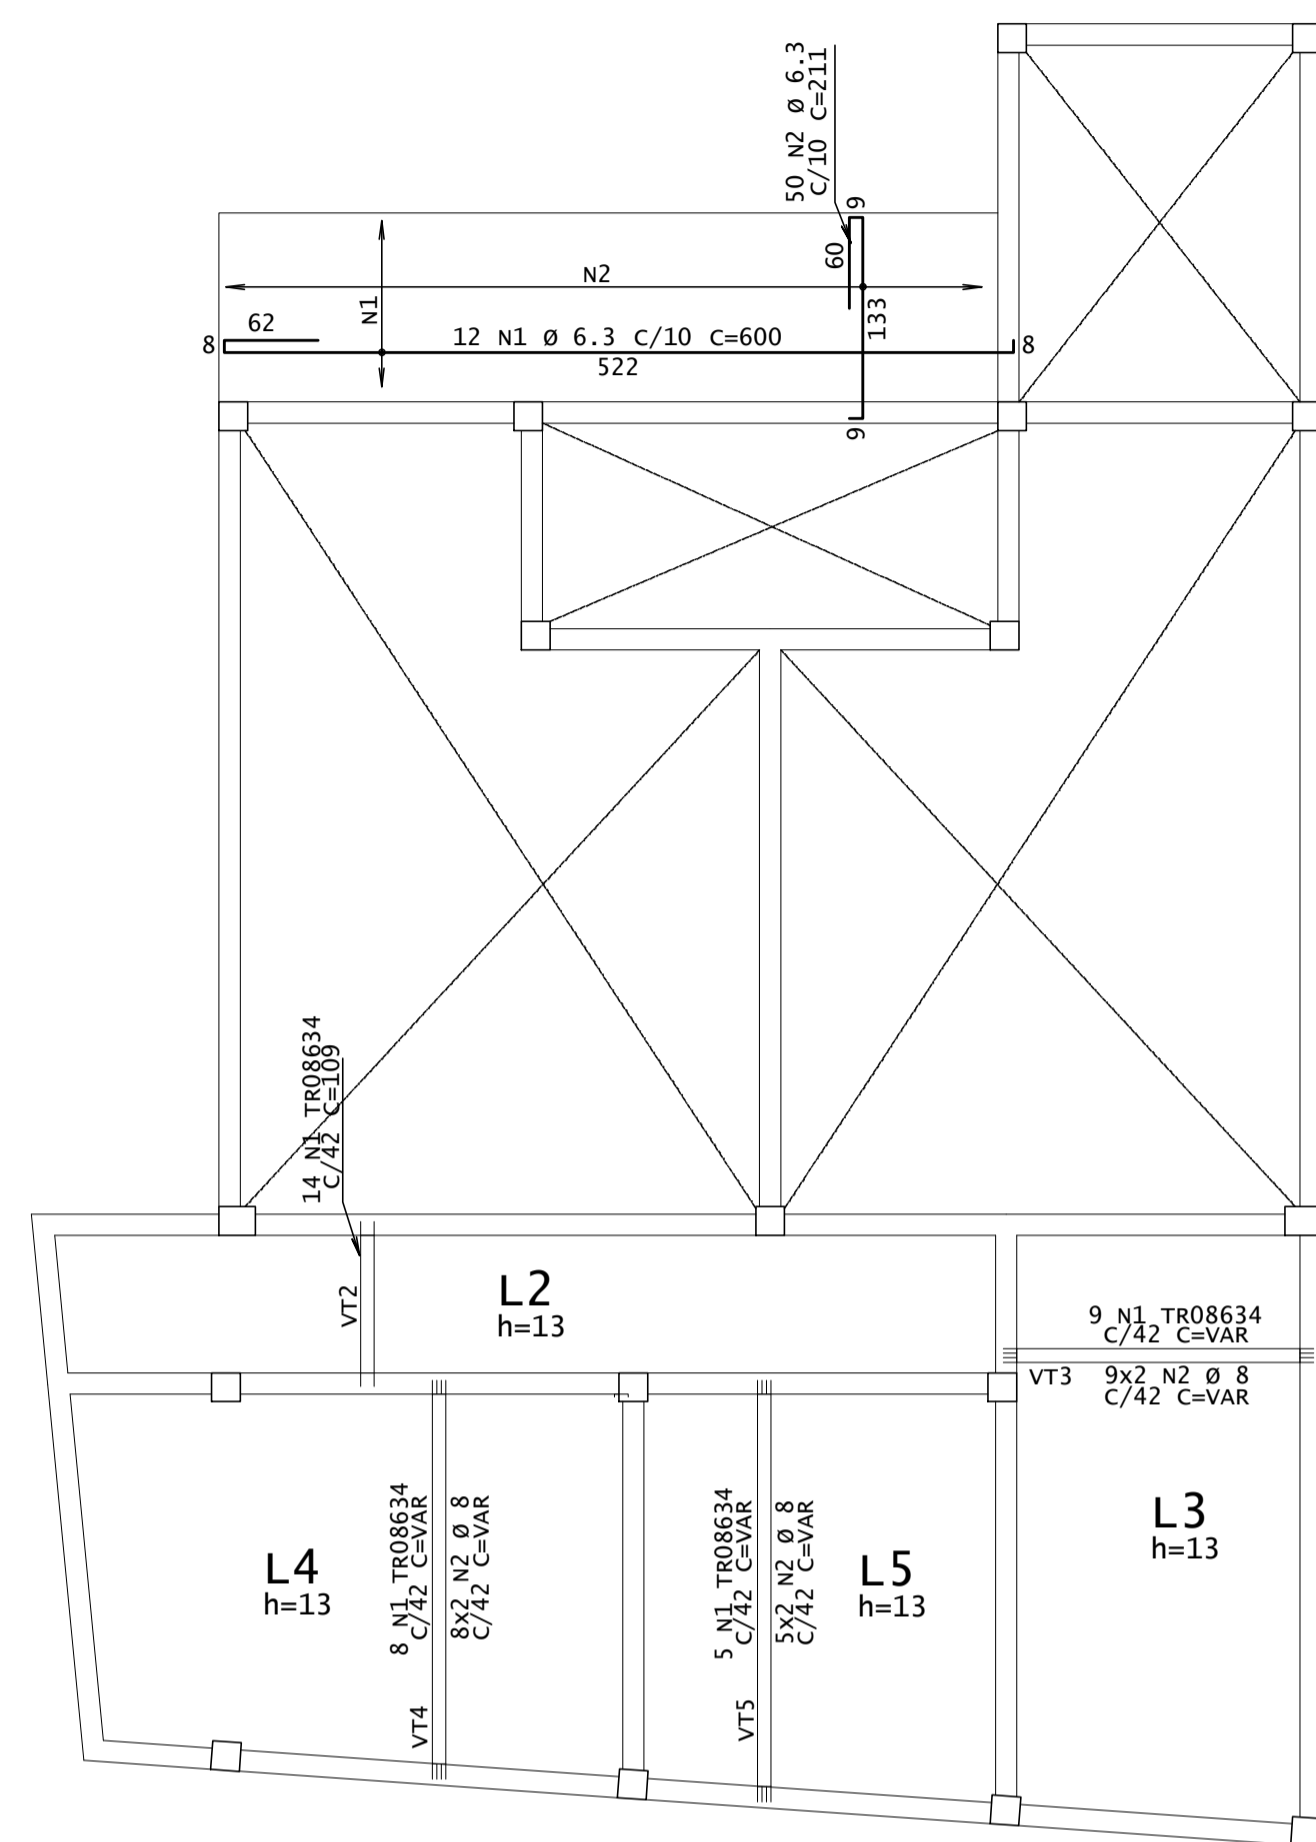 50 N2 Ø 6.3
C/10 C=211
9
60
N2
N1
133
62
8
12 N1 Ø 6.3 C/10 C=600
8
522
9
14 N1 TR08634
C/42 C=109
VT2
L2
h=13
9 N1 TR08634
C/42 C=VAR
VT3
9x2 N2 Ø 8
C/42 C=VAR
L4
h=13
8 N1 TR08634
C/42 C=VAR
8x2 N2 Ø 8
C/42 C=VAR
VT4
5 N1 TR08634
C/42 C=VAR
5x2 N2 Ø 8
C/42 C=VAR
VT5
L5
h=13
L3
h=13